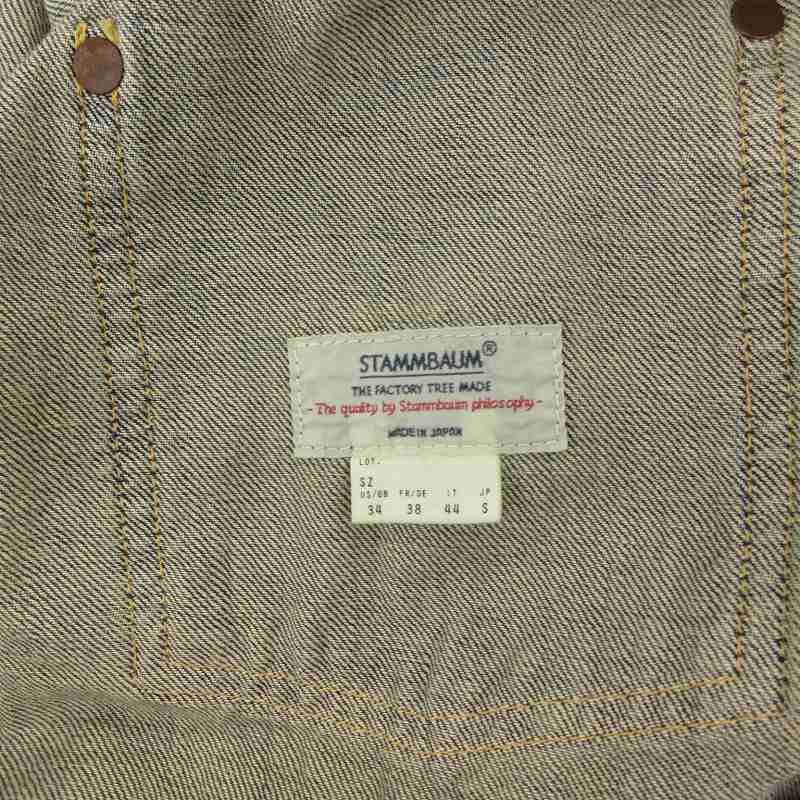 STAMMBAUM®
THE FACTORY TREE MADE
- The quality by Stammbaum philosophy -
MADE IN JAPAN
LOT.
SZ
US/GB FR/DE IT JP
34 38 44 S